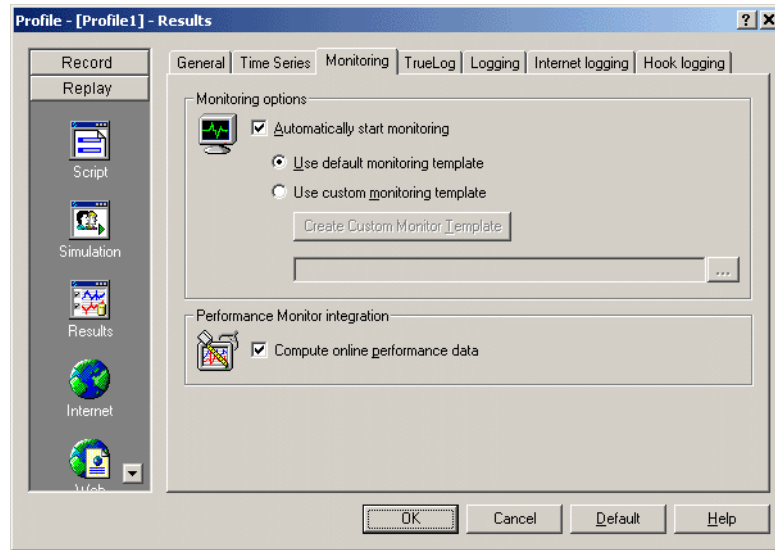 Profile - [Profile1] - Results
Record
Replay
Script
Simulation
Results
Internet
Web
General
Time Series
Monitoring
TrueLog
Logging
Internet logging
Hook logging
Monitoring options
Automatically start monitoring
Use default monitoring template
Use custom monitoring template
Create Custom Monitor Template
...
Performance Monitor integration
Compute online performance data
OK
Cancel
Default
Help